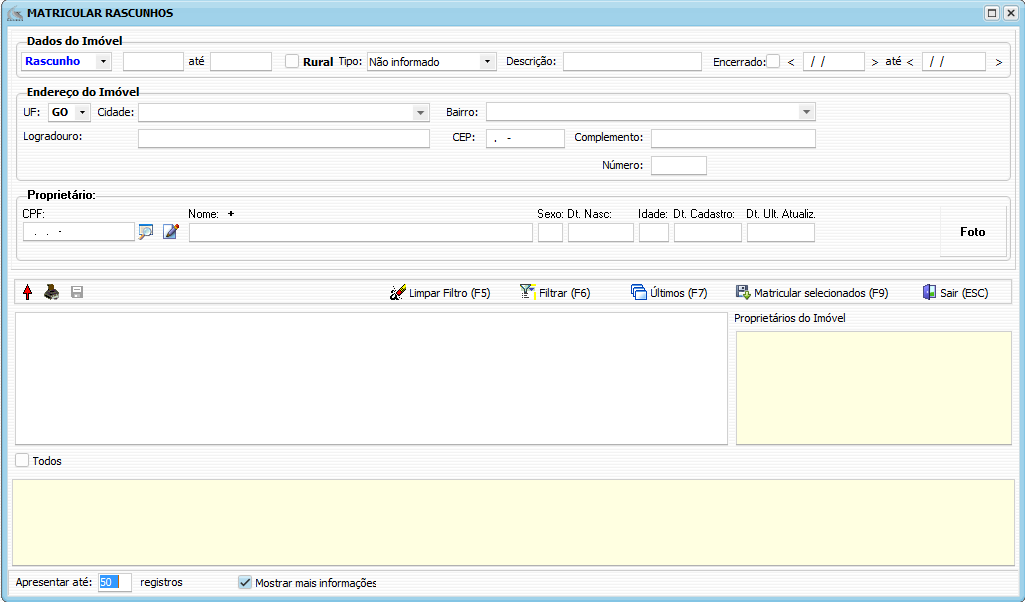 MATRICULAR RASCUNHOS
Dados do Imóvel
Rascunho até Rural Tipo: Não informado Descrição: Encerrado: < / / > até < / / >
Endereço do Imóvel
UF: GO Cidade: Bairro:
Logradouro: CEP: . - Complemento:
Número:
Proprietário:
CPF: Nome: + Sexo: Dt. Nasc: Idade: Dt. Cadastro: Dt. Ult. Atualiz.
. . -
Foto
Limpar Filtro (F5) Filtrar (F6) Últimos (F7) Matricular selecionados (F9) Sair (ESC)
Proprietários do Imóvel
Todos
Apresentar até: 50 registros Mostrar mais informações